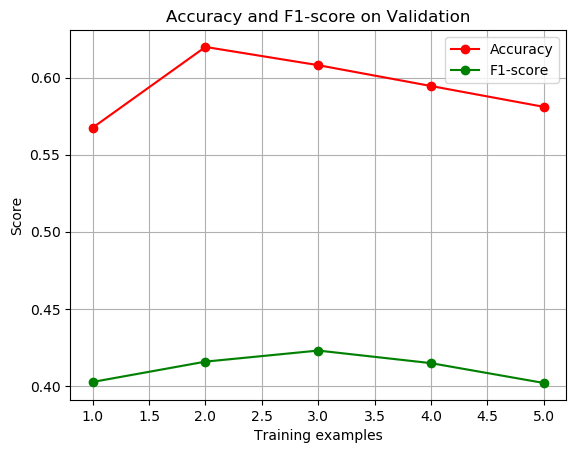 Accuracy and F1-score on Validation
Accuracy
F1-score
0.60
0.55
0.50
0.45
0.40
Score
1.0 1.5 2.0 2.5 3.0 3.5 4.0 4.5 5.0
Training examples